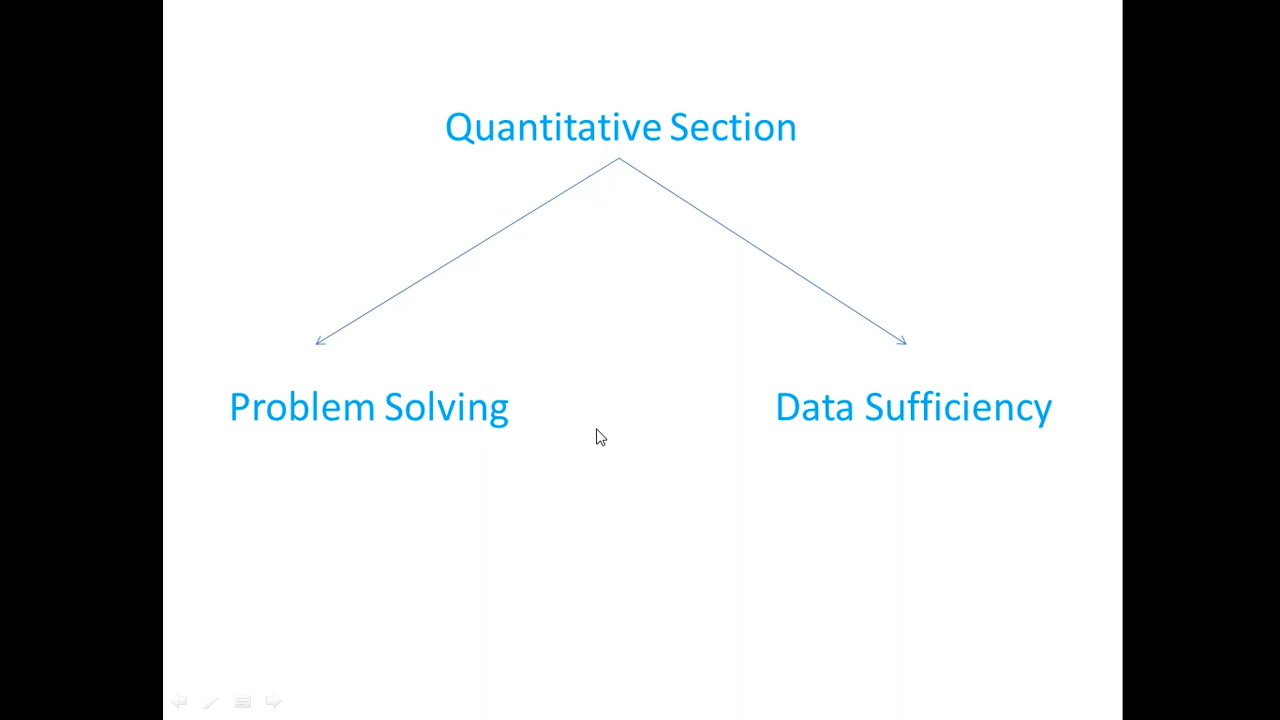 Quantitative Section
Problem Solving
Data Sufficiency